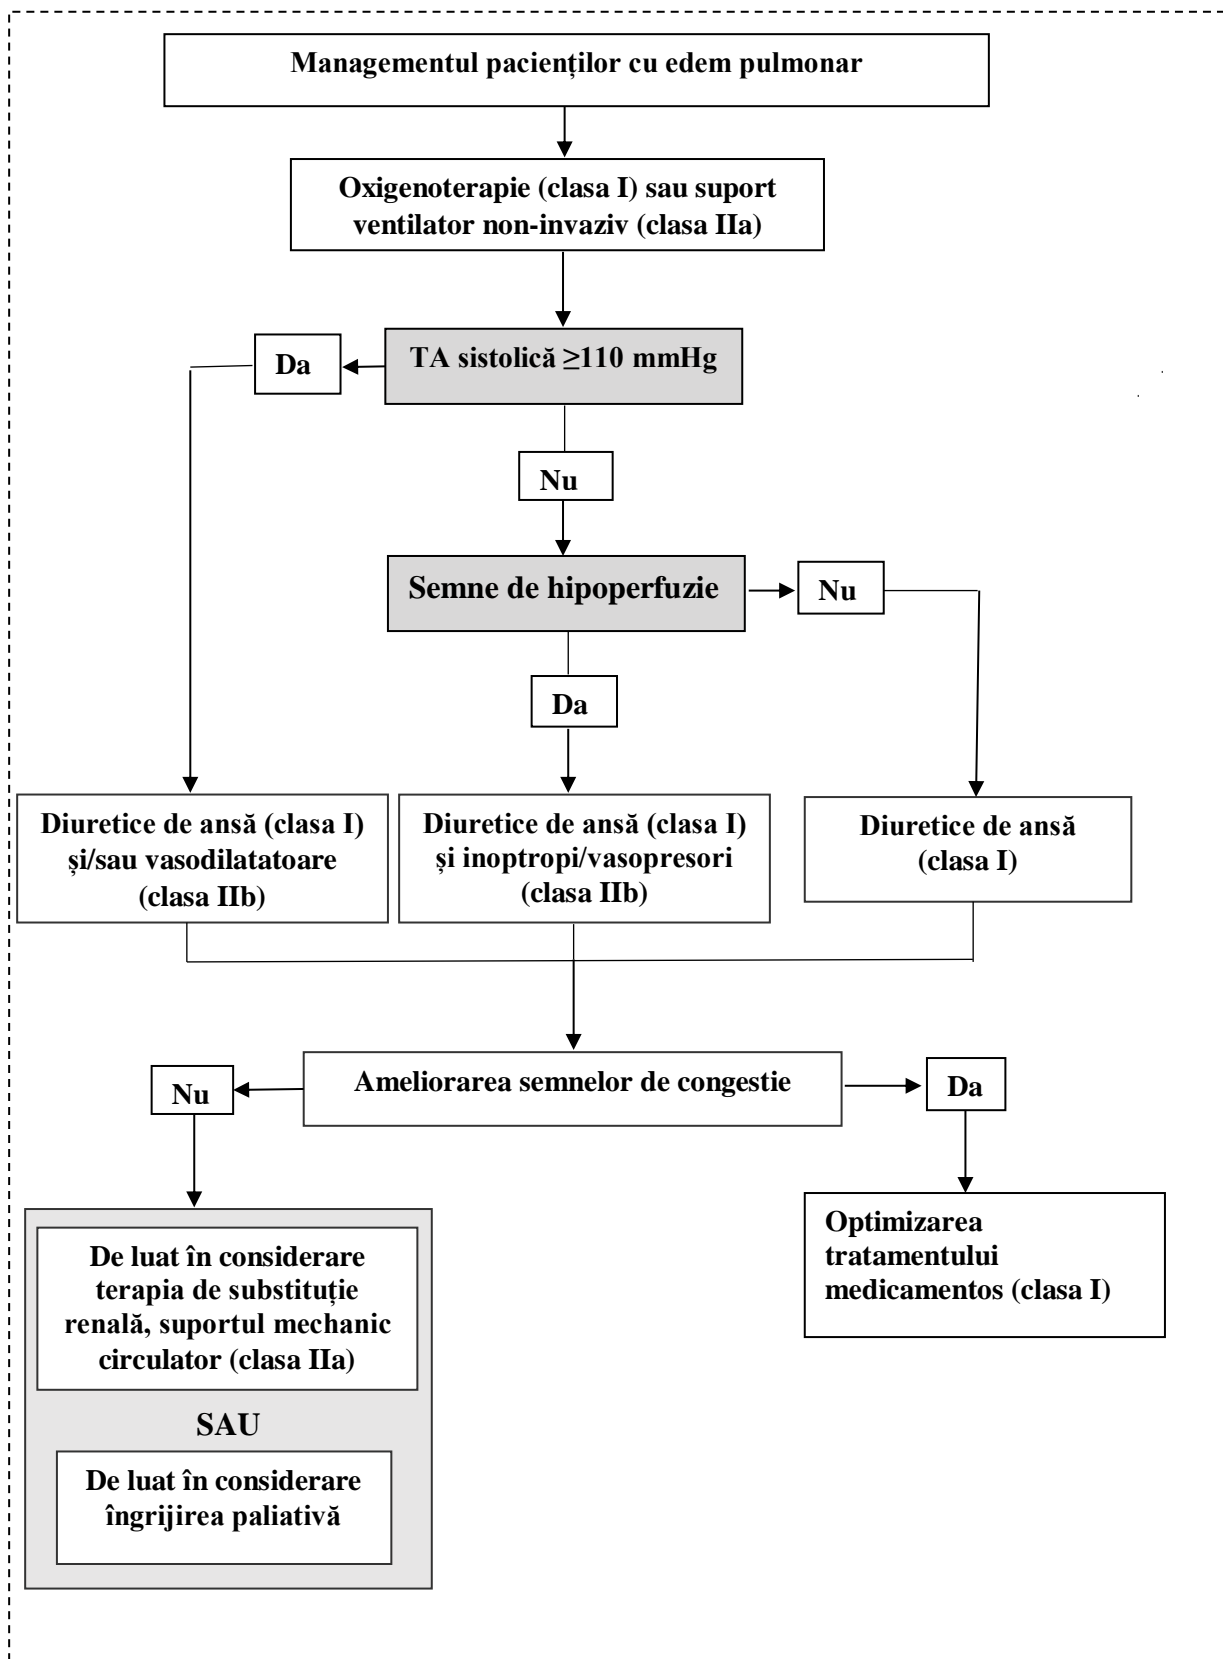 Managementul pacienților cu edem pulmonar
Oxigenoterapie (clasa I) sau suport
ventilator non-invaziv (clasa IIa)
Da
TA sistolică ≥110 mmHg
Nu
Semne de hipoperfuzie
Nu
Da
Diuretice de ansă (clasa I)
și/sau vasodilatatoare
(clasa IIb)
Diuretice de ansă (clasa I)
și inoptropi/vasopresori
(clasa IIb)
Diuretice de ansă
(clasa I)
Nu
Ameliorarea semnelor de congestie
Da
De luat în considerare
terapia de substituție
renală, suportul mechanic
circulator (clasa IIa)
SAU
De luat în considerare
îngrijirea paliativă
Optimizarea
tratamentului
medicamentos (clasa I)